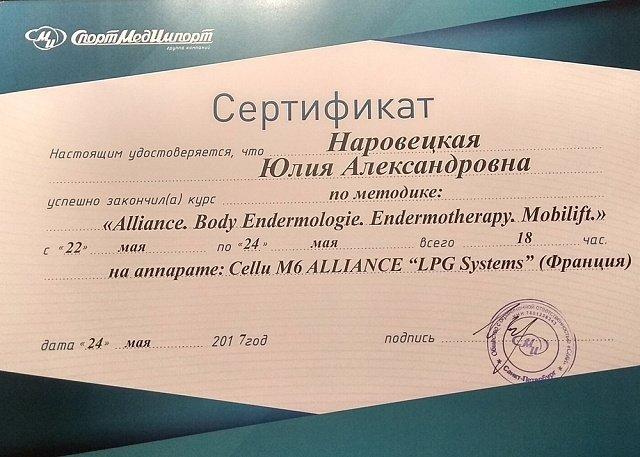 СпортМедИмпорт
группа компаний
Сертификат
Настоящим удостоверяется, что Наровецкая
Юлия Александровна
успешно закончил(а) курс по методике:
«Alliance. Body Endermologie. Endermotherapy. Mobilift.»
с «22» мая по «24» мая всего 18 час.
на аппарате: Cellu M6 ALLIANCE “LPG Systems” (Франция)
дата «24» мая 2017год подпись
Санкт-Петербург